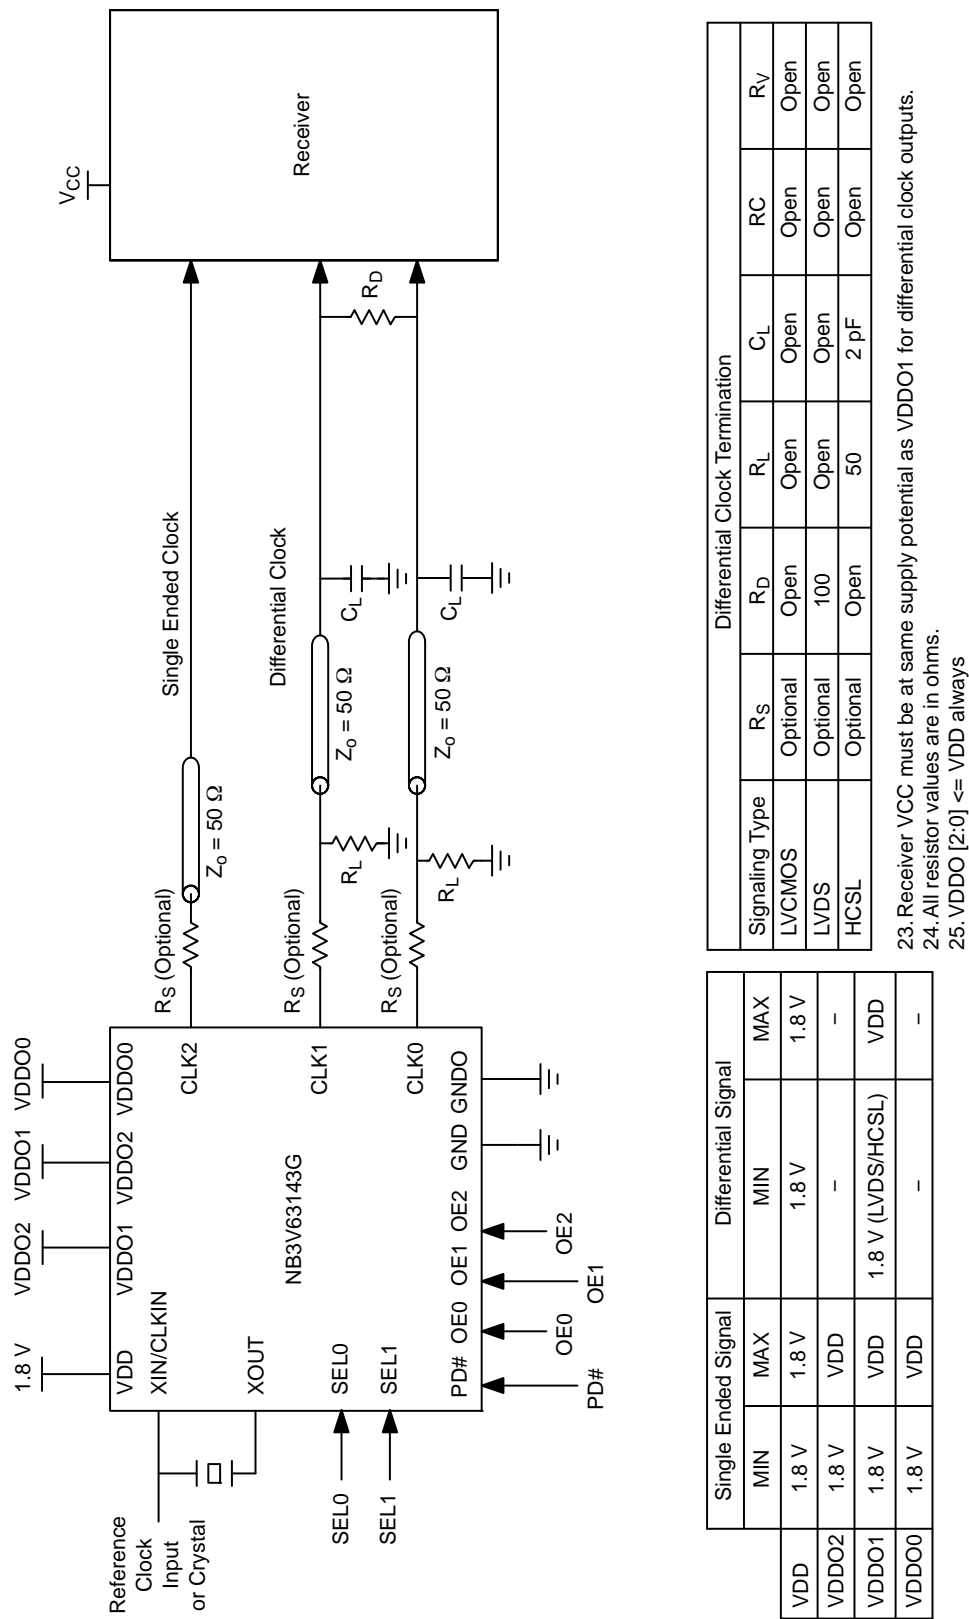 1.8 V
VDDO2
VDDO1
VDDO0
VDD
VDDO1
VDDO2
VDDO0
Reference
Clock
Input
or Crystal
XIN/CLKIN
XOUT
SEL0
SEL0
SEL1
SEL1
NB3V63143G
CLK2
CLK1
CLK0
PD#
OE0
OE1
OE2
GND
GNDO
PD#
OE0
OE1
OE2
RS (Optional)
Zo = 50 Ω
Single Ended Clock
RS (Optional)
RL
Zo = 50 Ω
Differential Clock
CL
RS (Optional)
RL
Zo = 50 Ω
CL
RD
VCC
Receiver
Single Ended Signal Differential Signal
MIN MAX MIN MAX
VDD 1.8 V 1.8 V 1.8 V 1.8 V
VDDO2 1.8 V VDD – –
VDDO1 1.8 V VDD 1.8 V (LVDS/HCSL) VDD
VDDO0 1.8 V VDD – –
Differential Clock Termination
Signaling Type RS RD RL CL RC RV
LVCMOS Optional Open Open Open Open Open
LVDS Optional 100 Open Open Open Open
HCSL Optional Open 50 2 pF Open Open
23. Receiver VCC must be at same supply potential as VDDO1 for differential clock outputs.
24. All resistor values are in ohms.
25. VDDO [2:0] <= VDD always